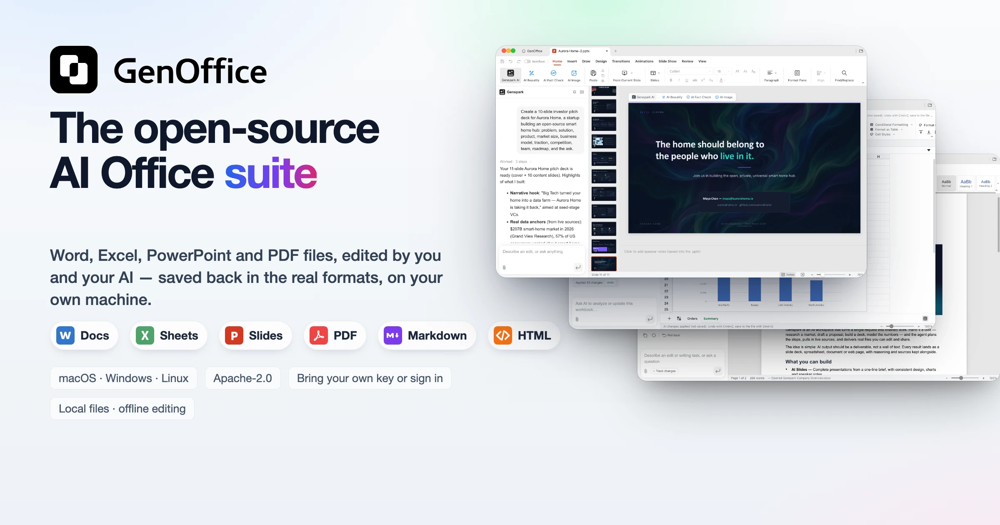 GenOffice
The open-source
AI Office suite
Word, Excel, PowerPoint and PDF files, edited by you
and your AI — saved back in the real formats, on your
own machine.
Docs
Sheets
Slides
PDF
Markdown
HTML
macOS · Windows · Linux
Apache-2.0
Bring your own key or sign in
Local files · offline editing
GenOffice
Aurora Home-2.pptx
AutoSave
Home Insert Draw Design Transitions Animations Slide Show Review View
Genspark AI
AI Beautify
AI Fact Check
AI Image
Paste
From Current Slide
Slides
Calibri
18
Paragraph
Format Pane
Align
Find/Replace
Genspark
Create a 10-slide investor pitch
deck for Aurora Home, a startup
building an open-source smart
home hub: problem, solution,
product, market size, business
model, traction, competition,
team, roadmap, and the ask.
Worked · 3 steps
Your 11-slide Aurora Home pitch deck is
ready (cover + 10 content slides). Highlights
of what I built:
• Narrative hook: "Big Tech turned your
home into a data farm — Aurora Home
is taking it back," aimed at seed-stage
VCs.
• Real data anchors (from live sources):
$207B smart-home market in 2026
(Grand View Research), 57% of US
Describe an edit, or ask anything
1
2
3
4
5
6
7
8
9
10
11
Genspark AI
AI Beautify
AI Fact Check
AI Image
11 / 11 · CLOSING
The home should belong to
the people who live in it.
Join us in building the open, private, universal smart home hub.
Maya Chen — maya@aurorahome.io
aurorahome.io · github.com/aurorahome
AURORA HOME
Click to add speaker notes (saved into the .pptx)
Slide 11 of 11
Notes
70%
(not saved). Undo with Cmd+Z; save to the file ...
Conditional Formatting
Format as Table
Cell Styles
Format
H
Applied 43 changes
Undo
Ask AI to analyze or update this
workbook...
20
21
22
23
24
25
0
Asia Pacific
Europe
Latin America
North America
Orders
Summary
AI changes applied (not saved). Undo with Cmd+Z; save to the file with Cmd+S.
100%
AaBb
Normal
AaBb
Heading 1
AaBb
Heading 2
Roll back
Describe an edit or writing task, or ask a
question
Track changes
Genspark is an AI workspace that turns a single request into finished work. Hand it a task —
research a market, draft a proposal, build a deck, model the numbers — and the agent plans
the steps, pulls in live sources, and delivers real files you can edit and share.
The idea is simple: AI output should be a deliverable, not a wall of text. Every result lands as a
slide deck, spreadsheet, document or web page, with reasoning and sources kept alongside.
What you can build
• AI Slides — Complete presentations from a one-line brief, with consistent design, charts
and speaker notes
Page 1 of 2
266 words
— Opened Genspark Company Overview.docx
100%